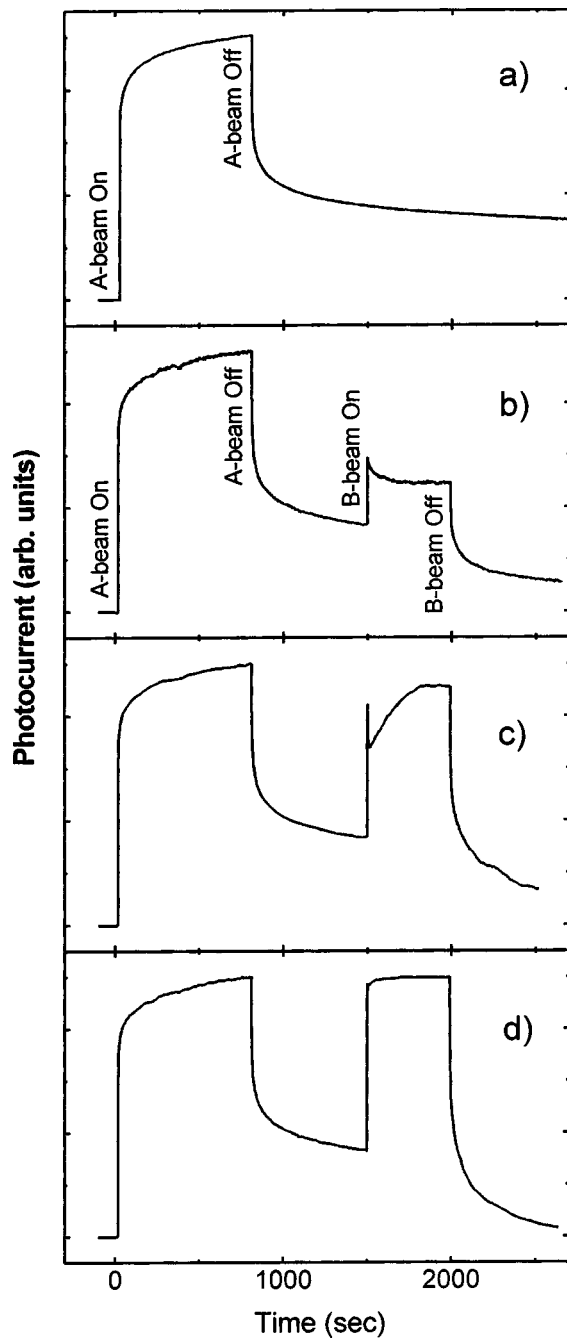 a)
A-beam On
A-beam Off
b)
A-beam On
A-beam Off
B-beam On
B-beam Off
Photocurrent (arb. units)
c)
d)
0
1000
2000
Time (sec)